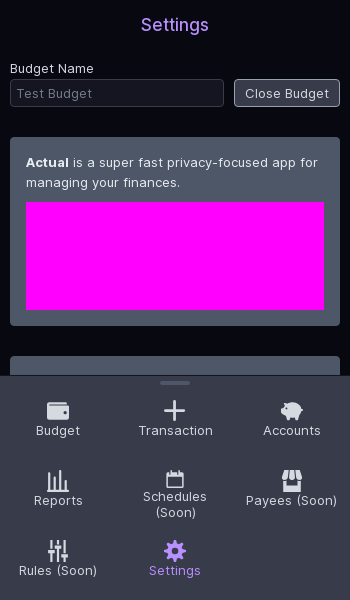 Settings
Budget Name
Test Budget
Close Budget
Actual is a super fast privacy-focused app for
managing your finances.
Budget
Transaction
Accounts
Reports
Schedules
(Soon)
Payees (Soon)
Rules (Soon)
Settings